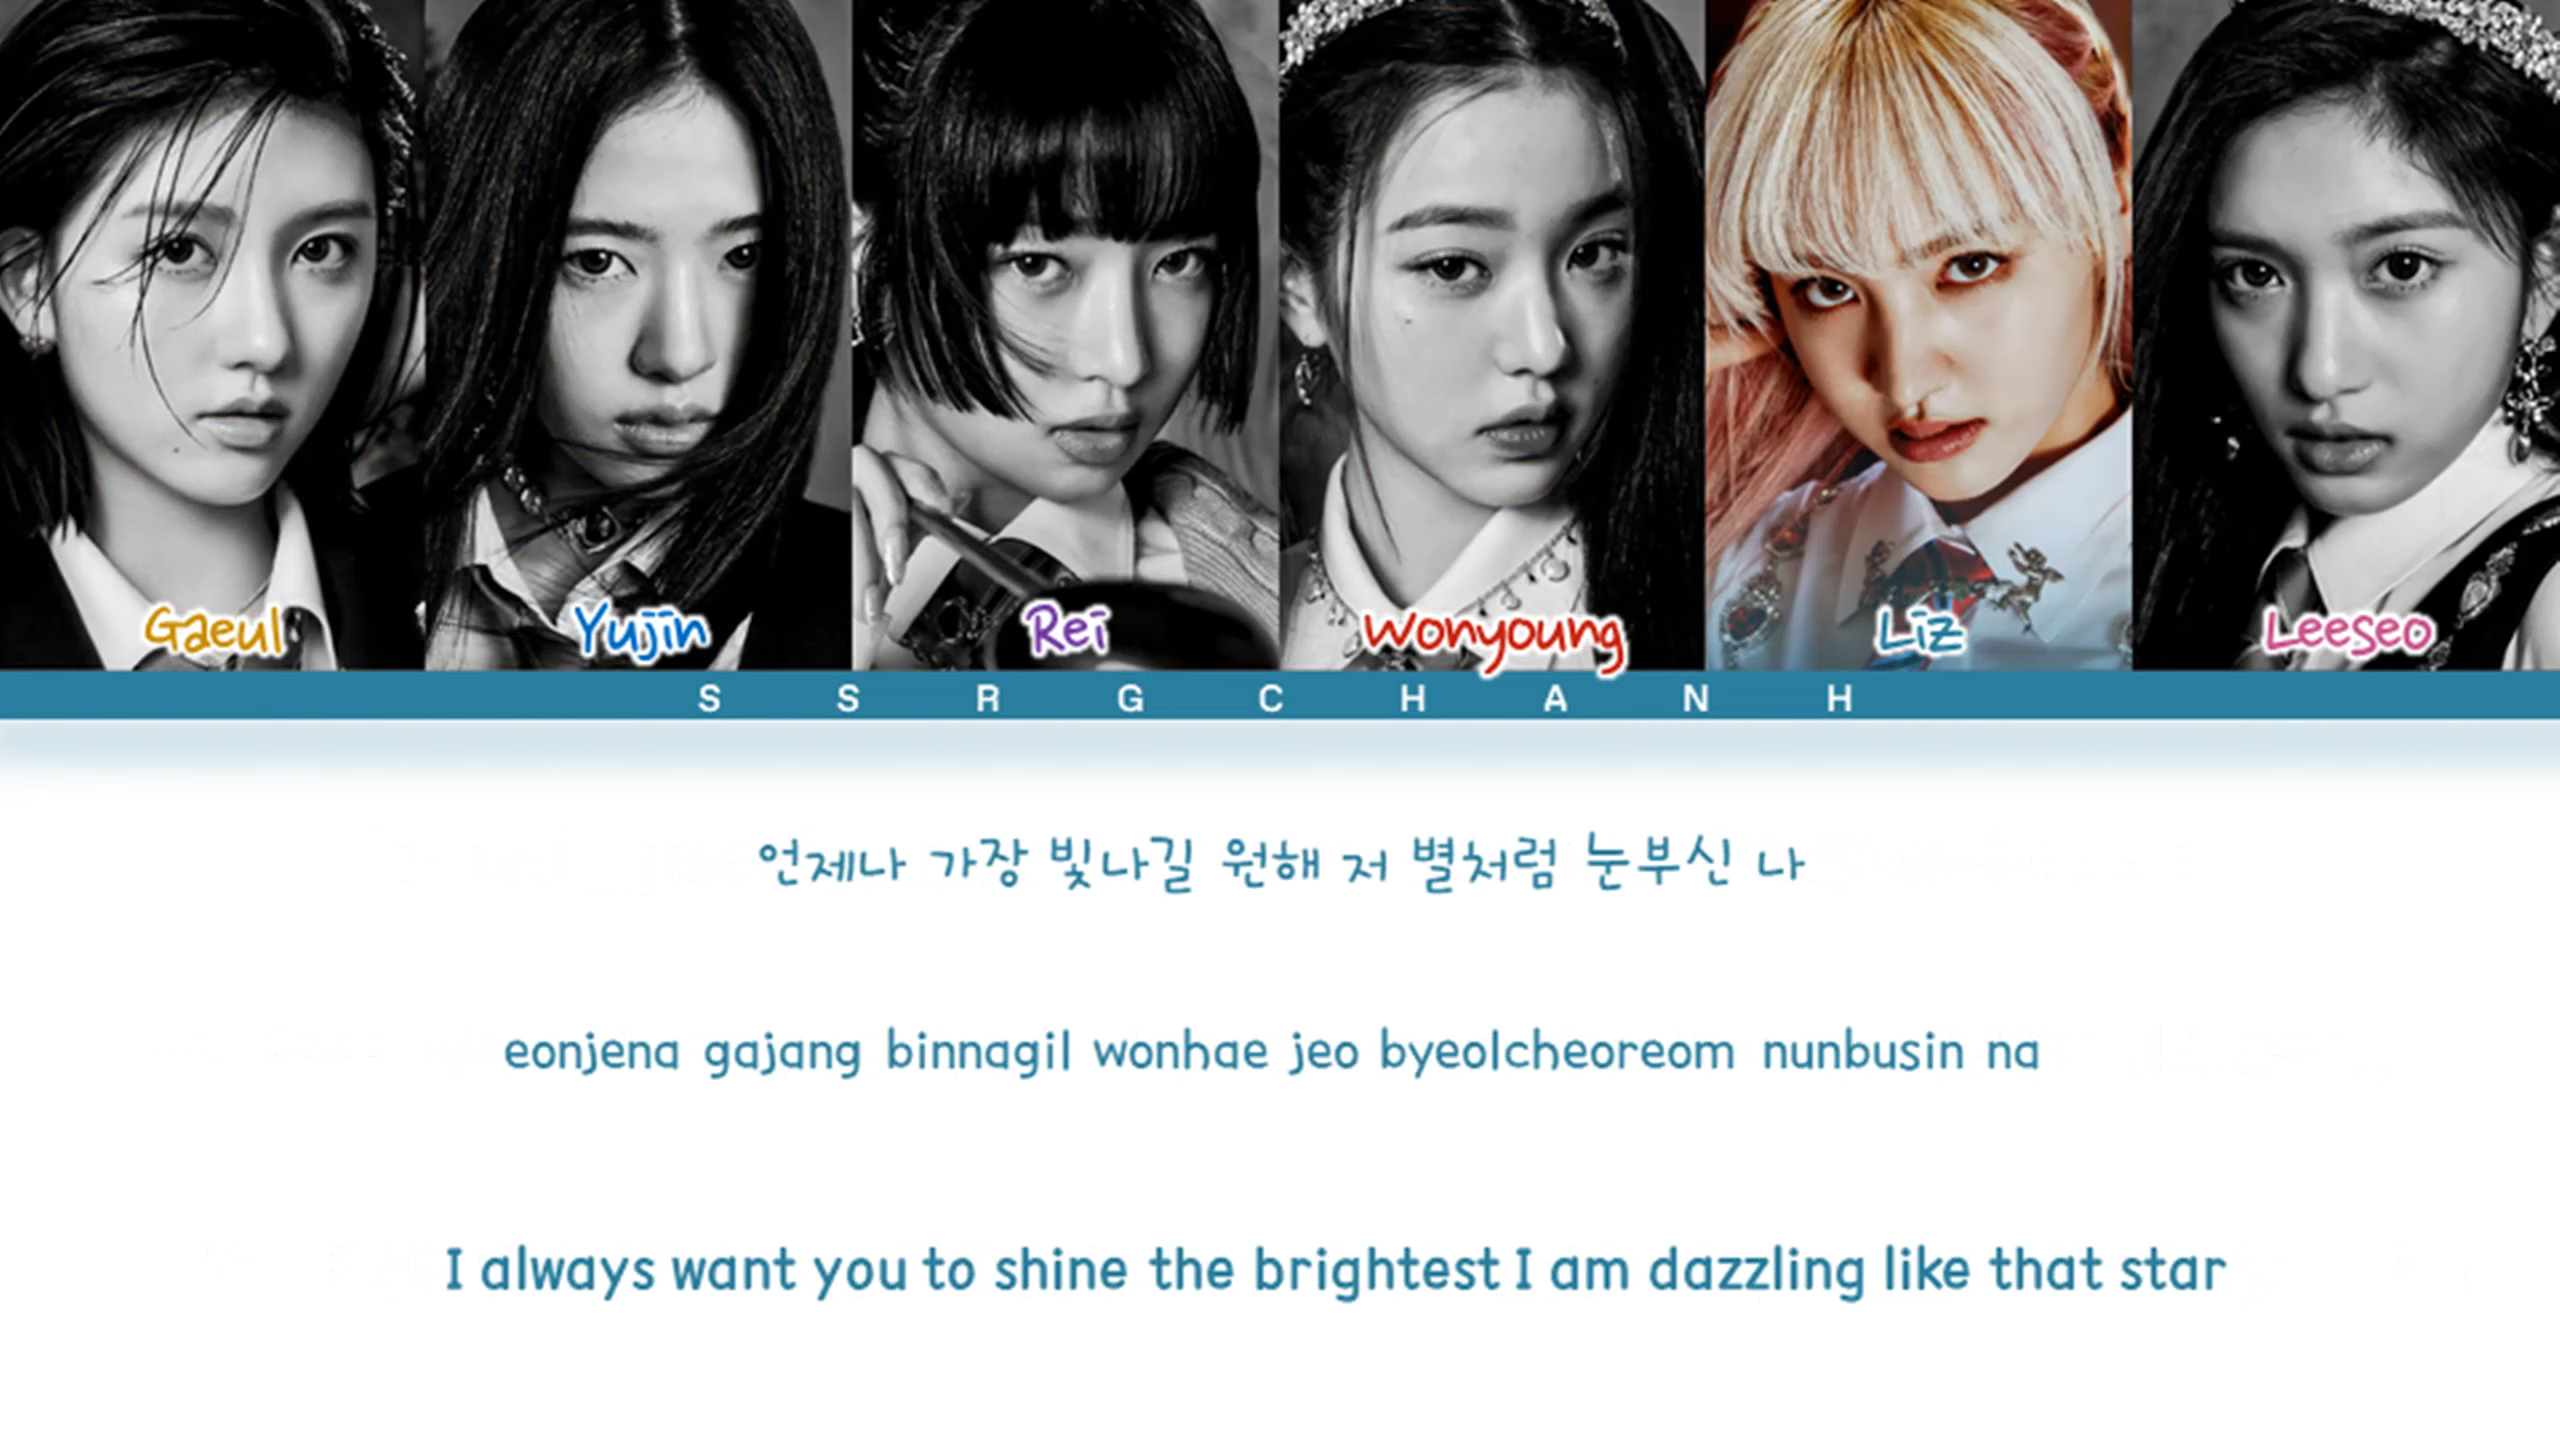 Gaeul Yujin Rei Wonyoung Liz Leeseo
S S R G C H A N H
언제나 가장 빛나길 원해 저 별처럼 눈부신 나
eonjena gajang binnagil wonhae jeo byeolcheoreom nunbusin na
I always want you to shine the brightest I am dazzling like that star